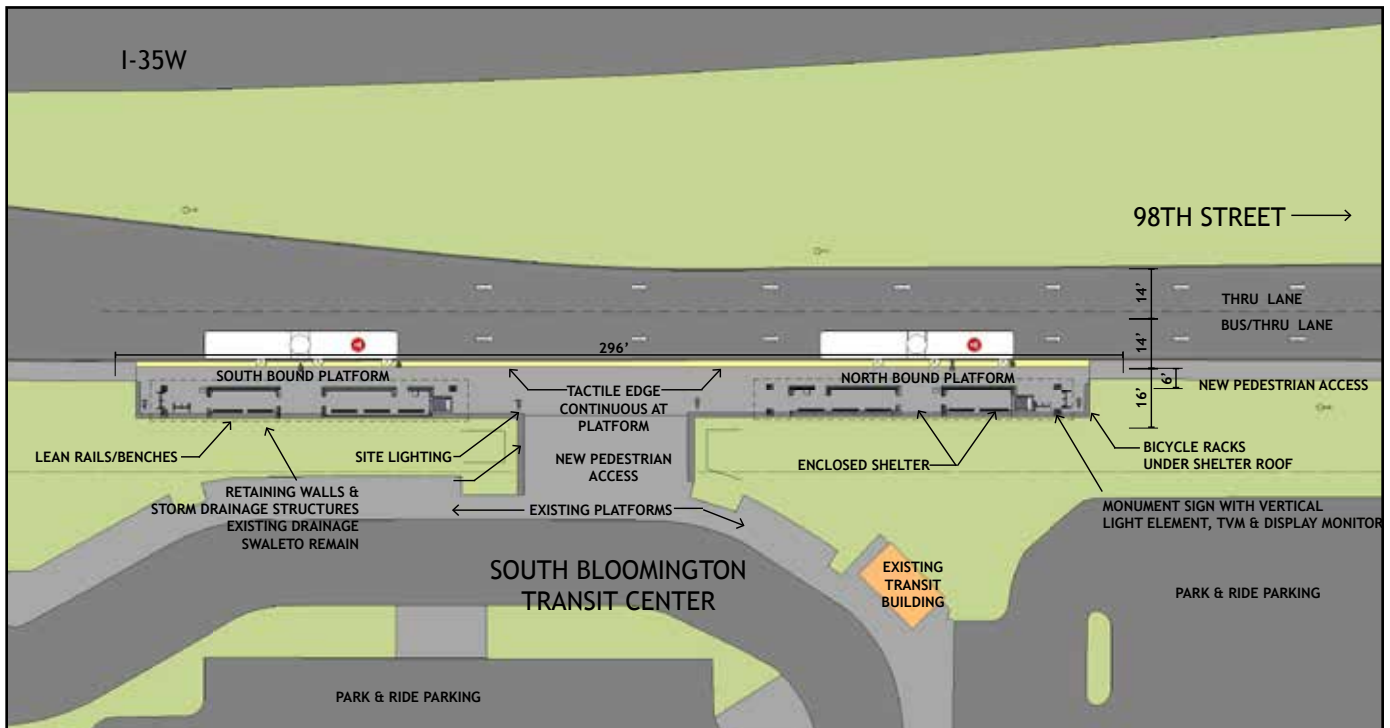 I-35W
98TH STREET
14'
THRU LANE
BUS/THRU LANE
14'
296'
SOUTH BOUND PLATFORM
NORTH BOUND PLATFORM
6'
16'
NEW PEDESTRIAN ACCESS
TACTILE EDGE
CONTINUOUS AT
PLATFORM
LEAN RAILS/BENCHES
SITE LIGHTING
NEW PEDESTRIAN
ACCESS
ENCLOSED SHELTER
BICYCLE RACKS
UNDER SHELTER ROOF
RETAINING WALLS &
STORM DRAINAGE STRUCTURES
EXISTING DRAINAGE
SWALETO REMAIN
EXISTING PLATFORMS
MONUMENT SIGN WITH VERTICAL
LIGHT ELEMENT, TVM & DISPLAY MONITOR
SOUTH BLOOMINGTON
TRANSIT CENTER
EXISTING
TRANSIT
BUILDING
PARK & RIDE PARKING
PARK & RIDE PARKING